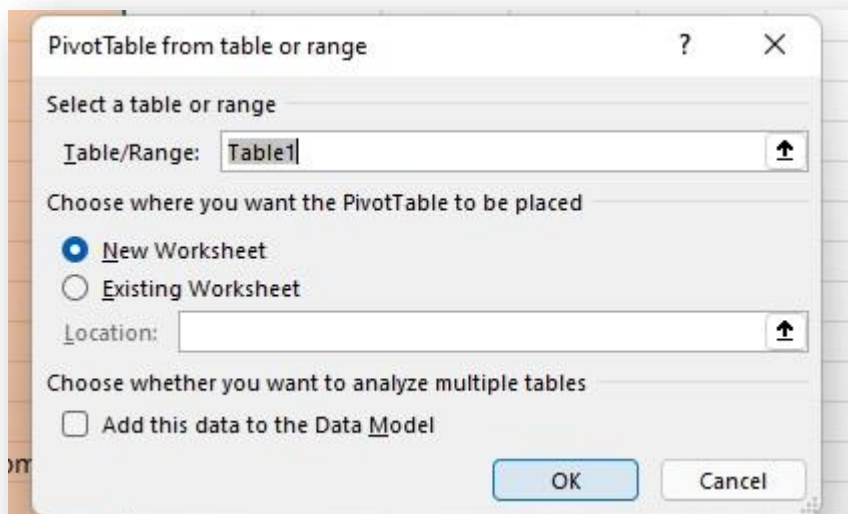 PivotTable from table or range ?
Select a table or range
Table/Range: Table1
Choose where you want the PivotTable to be placed
New Worksheet
Existing Worksheet
Location:
Choose whether you want to analyze multiple tables
Add this data to the Data Model
OK Cancel